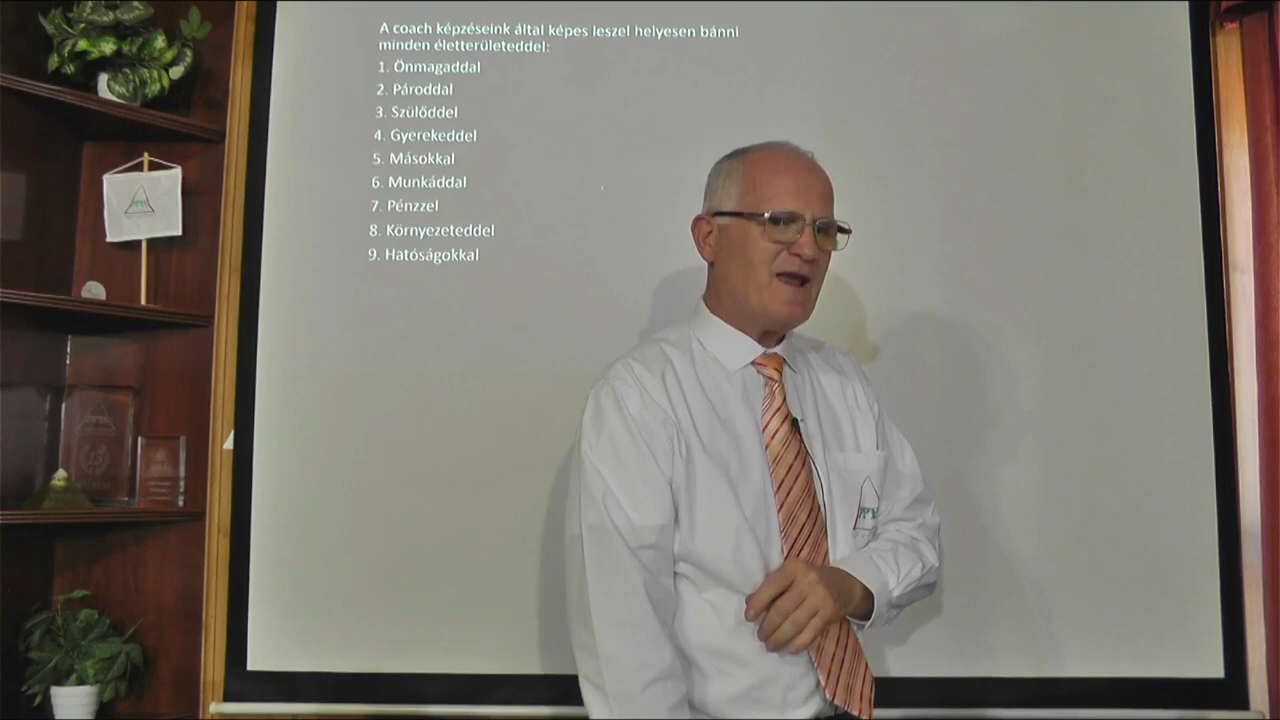 A coach képzéseink által képes leszel helyesen bánni
minden életterületeddel:
1. Önmagaddal
2. Pároddal
3. Szülőddel
4. Gyerekeddel
5. Másokkal
6. Munkáddal
7. Pénzzel
8. Környezeteddel
9. Hatóságokkal